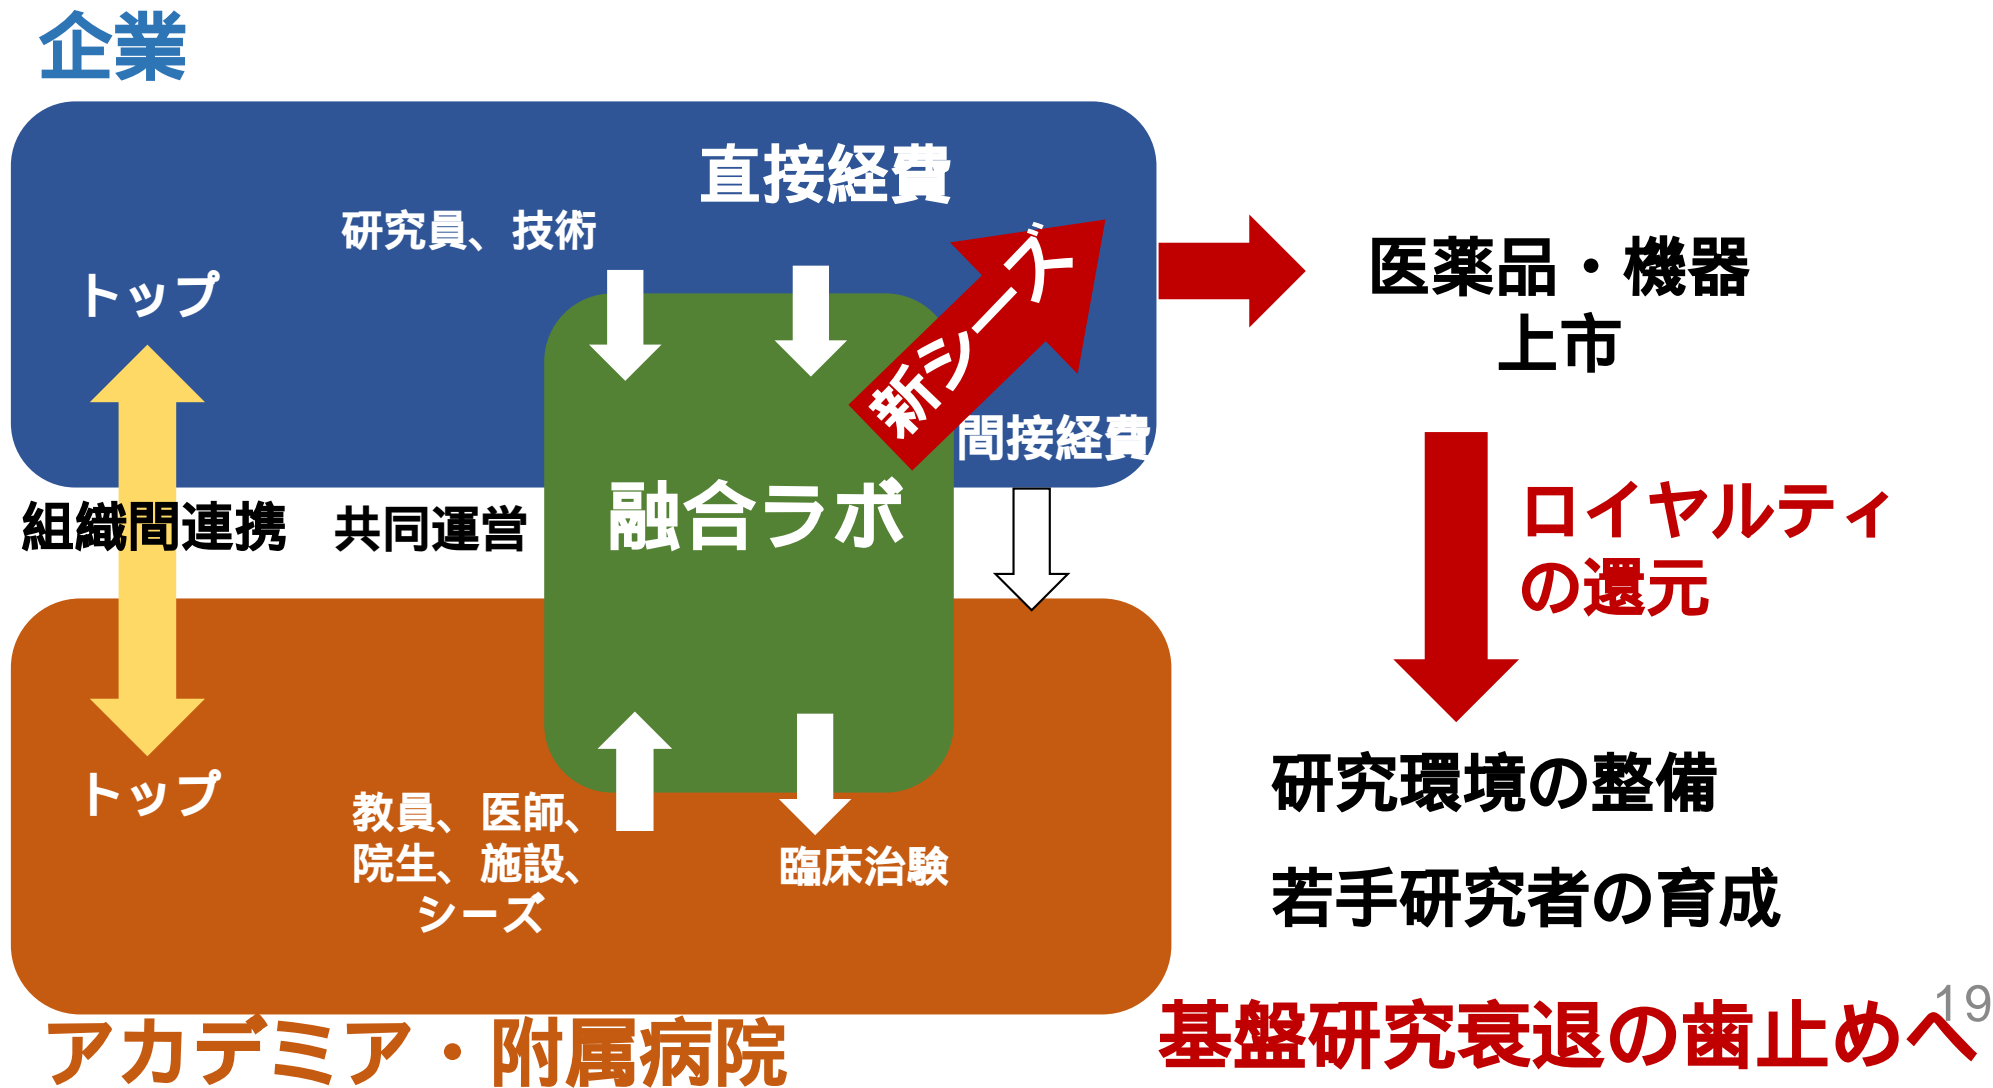 企業
直接経費
研究員、技術
トップ
新シーズ
間接経費
医薬品・機器
上市
組織間連携
共同運営
融合ラボ
ロイヤルティ
の還元
トップ
教員、医師、
院生、施設、
シーズ
臨床治験
研究環境の整備
若手研究者の育成
アカデミア・附属病院
基盤研究衰退の歯止めへ
19